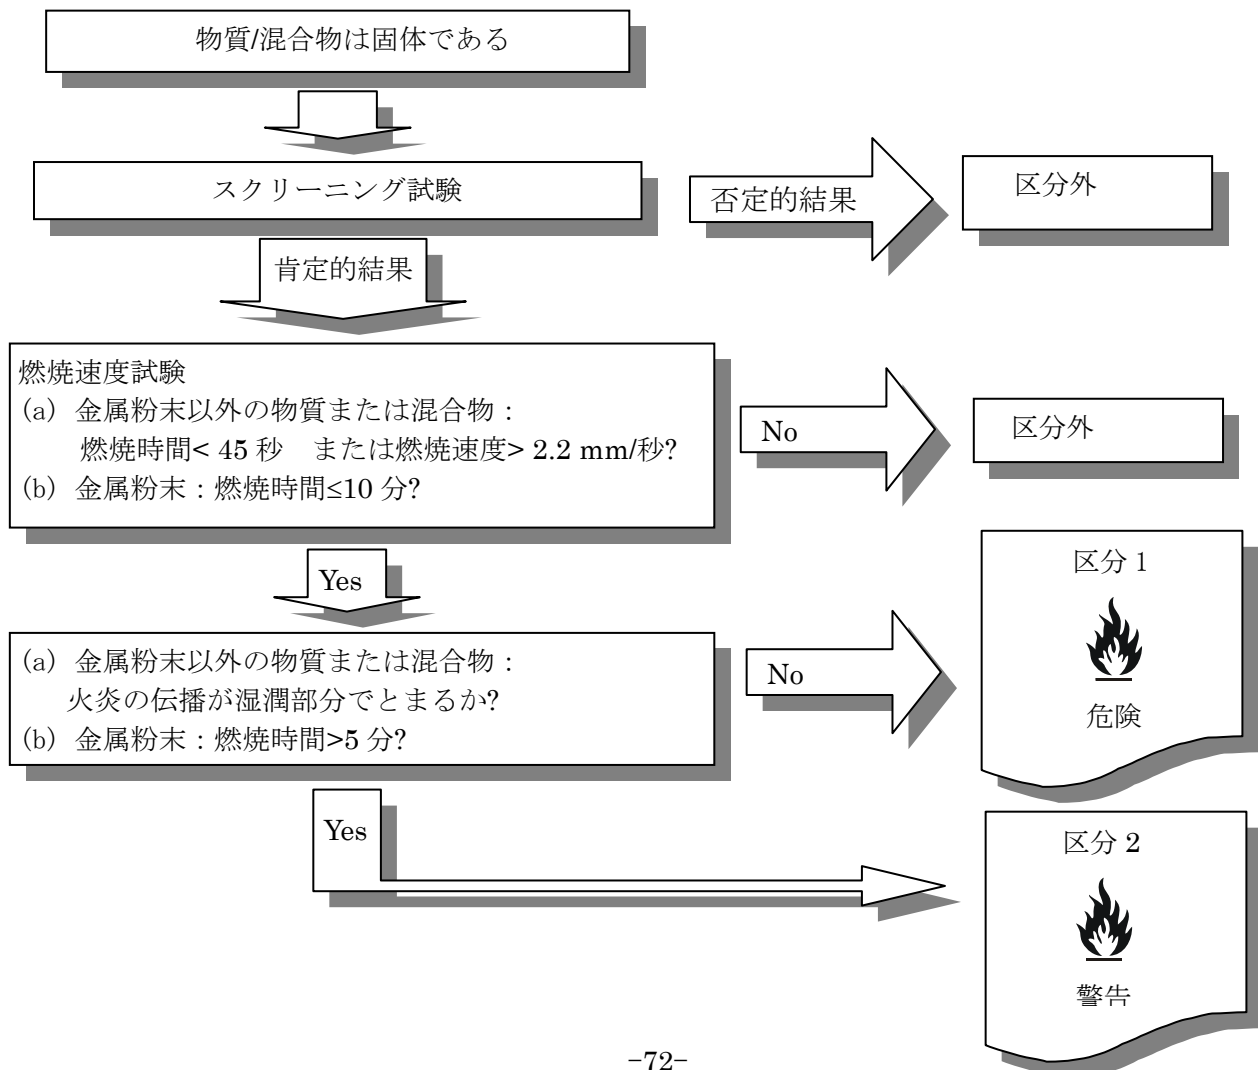 物質/混合物は固体である
スクリーニング試験
否定的結果
区分外
肯定的結果
燃焼速度試験
(a) 金属粉末以外の物質または混合物：
燃焼時間< 45 秒　または燃焼速度> 2.2 mm/秒?
(b) 金属粉末：燃焼時間≤10 分?
No
区分外
Yes
(a) 金属粉末以外の物質または混合物：
火炎の伝播が湿潤部分でとまるか?
(b) 金属粉末：燃焼時間>5 分?
No
区分 1
危険
Yes
区分 2
警告
-72-